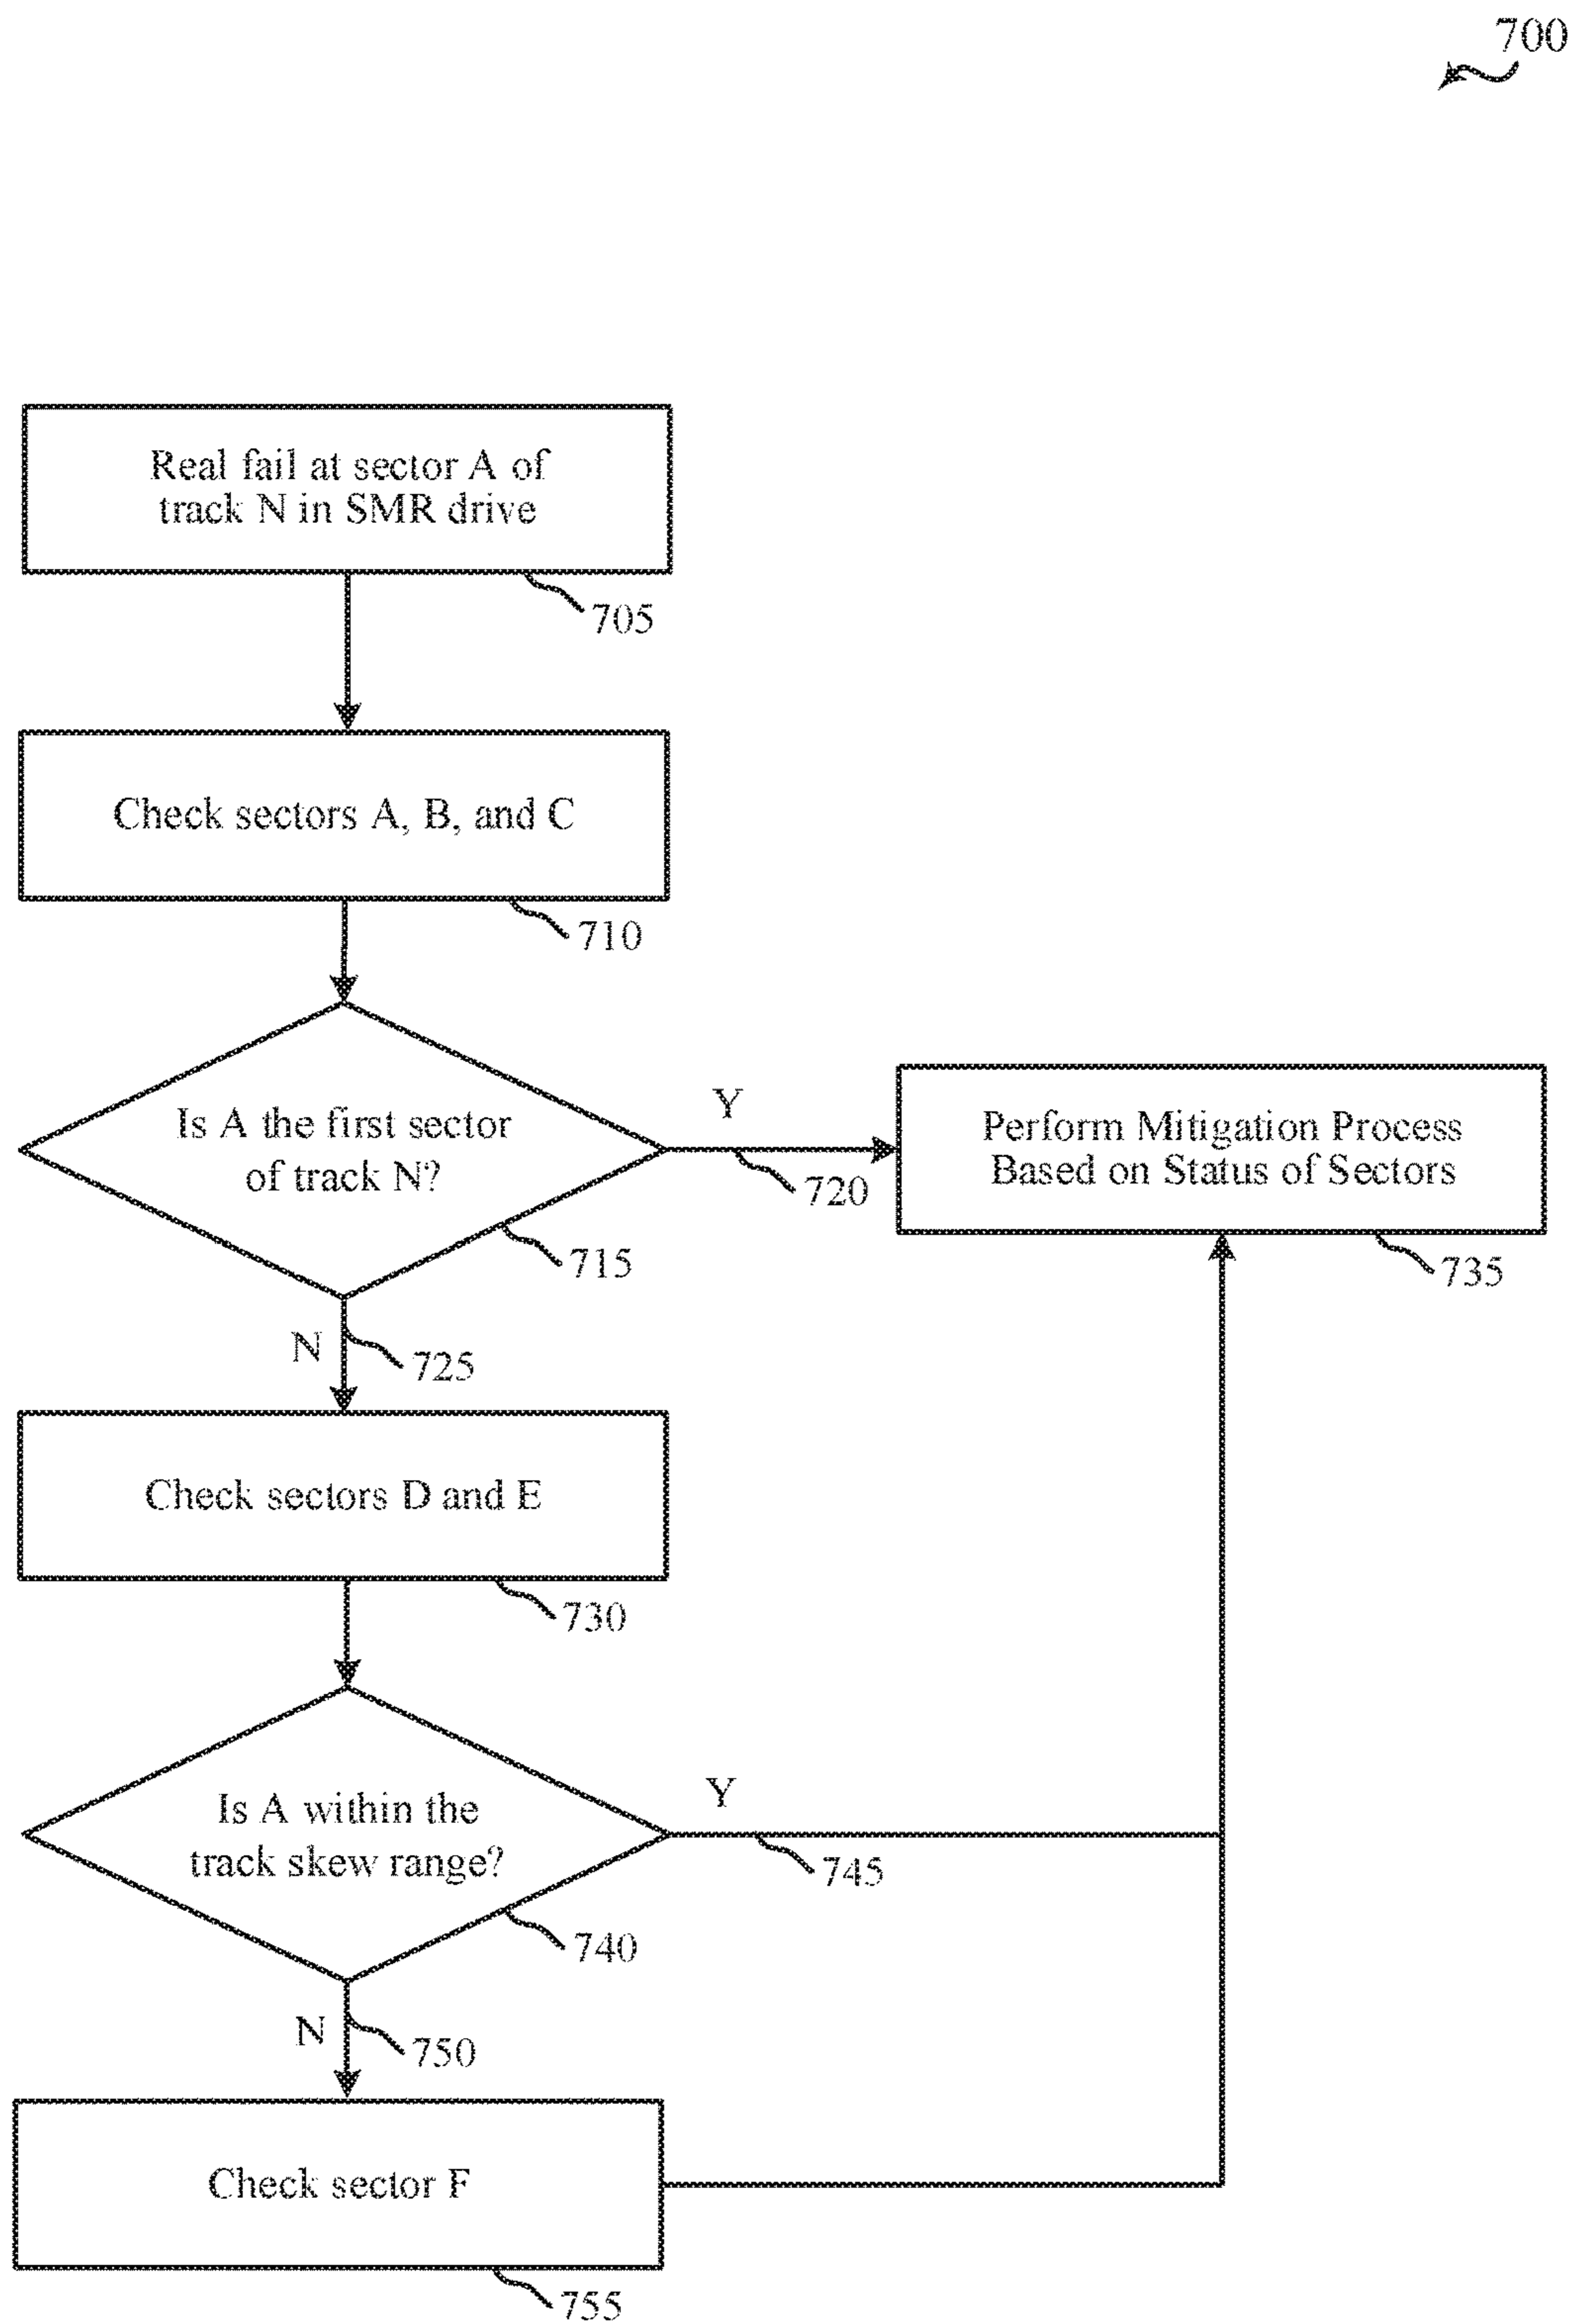 700
Real fail at sector A of
track N in SMR drive
705
Check sectors A, B, and C
710
Is A the first sector
of track N?
715
Y
720
Perform Mitigation Process
Based on Status of Sectors
735
N
725
Check sectors D and E
730
Is A within the
track skew range?
740
Y
745
N
750
Check sector F
755